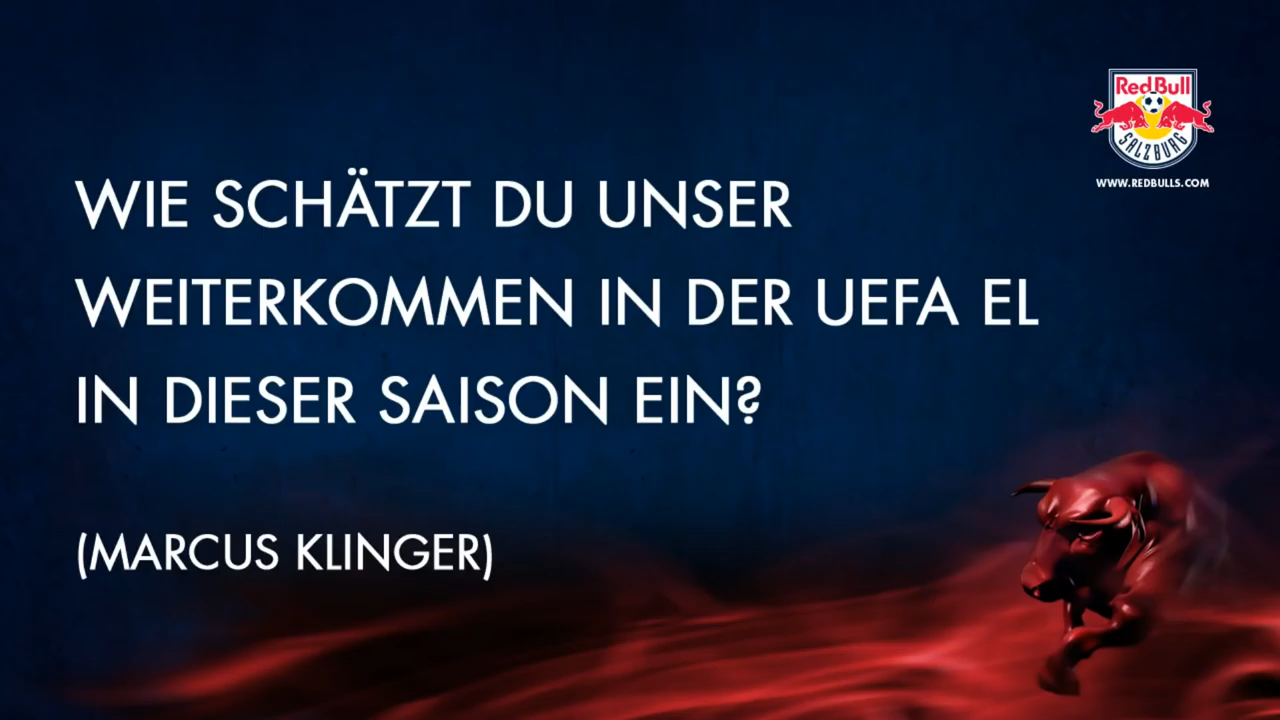 Red Bull
SALZBURG
WWW.REDBULLS.COM
WIE SCHÄTZT DU UNSER
WEITERKOMMEN IN DER UEFA EL
IN DIESER SAISON EIN?
(MARCUS KLINGER)